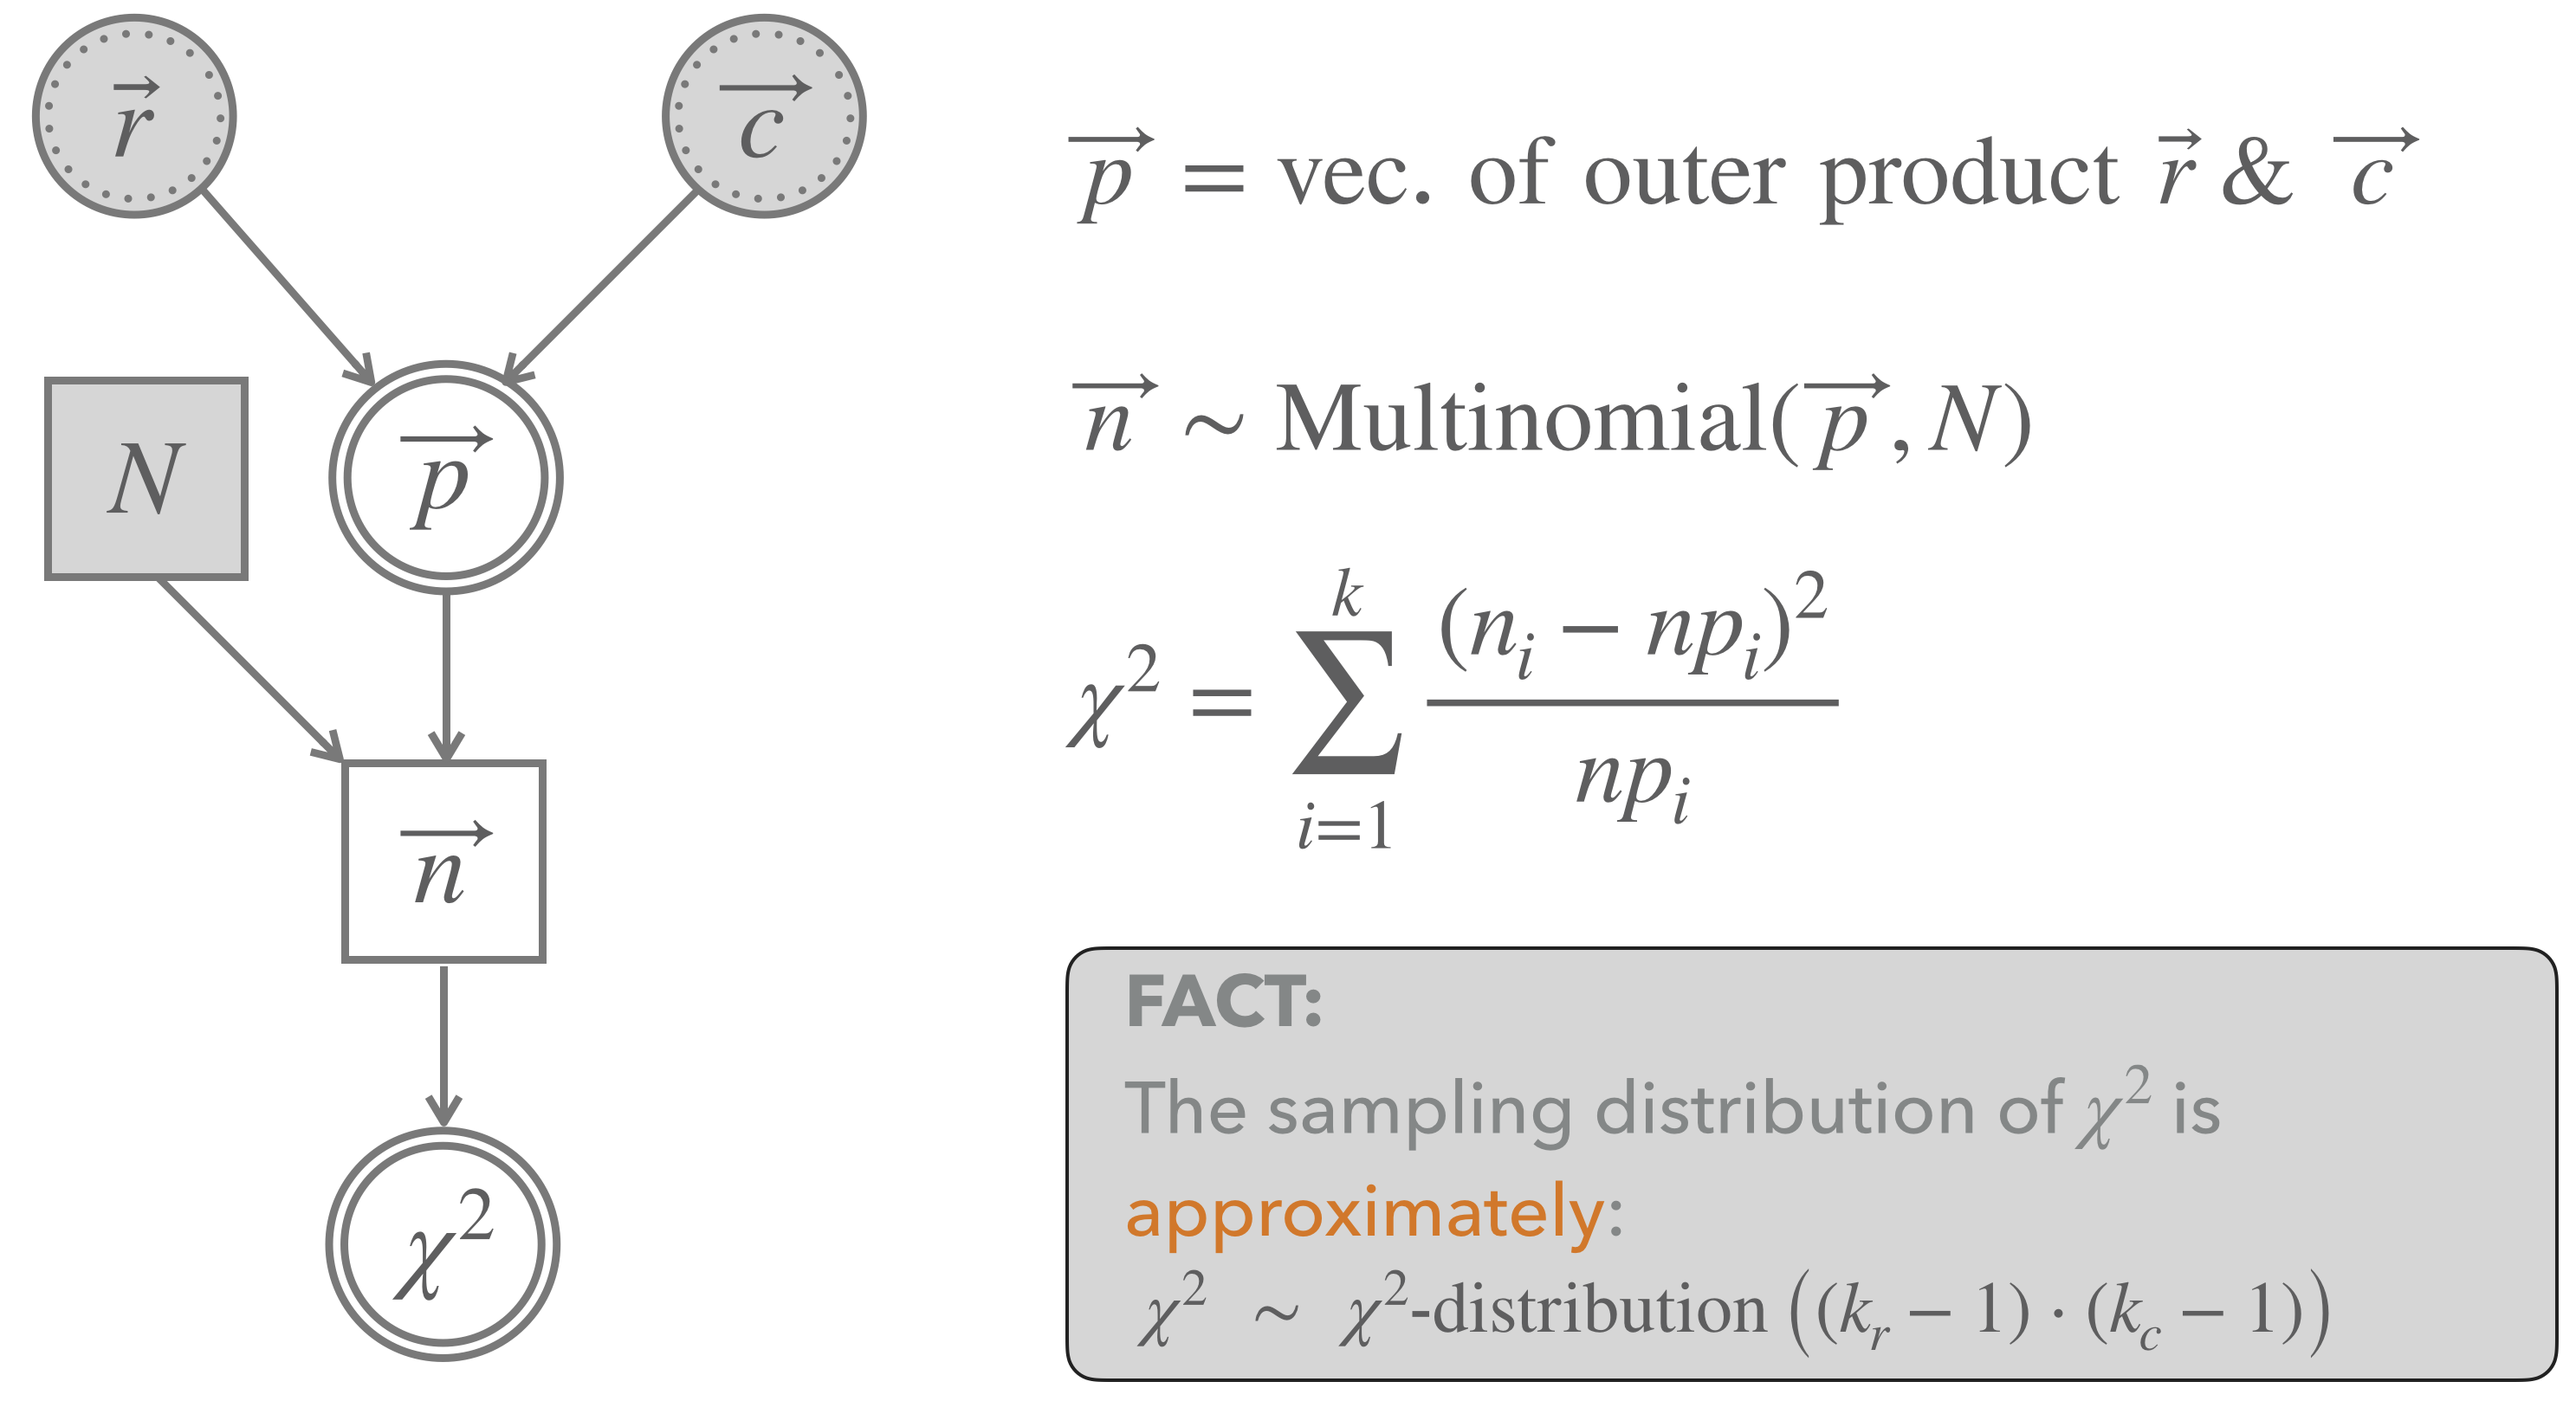 $\vec{r}$
$\vec{c}$
$\vec{p}$ = vec. of outer product $\vec{r}$ & $\vec{c}$
$N$
$\vec{p}$
$\vec{n} \sim \text{Multinomial}(\vec{p}, N)$
$\chi^2 = \sum_{i=1}^{k} \frac{(n_i - np_i)^2}{np_i}$
$\vec{n}$
$\chi^2$
FACT:
The sampling distribution of $\chi^2$ is
approximately:
$\chi^2 \sim \chi^2\text{-distribution}\left((k_r - 1) \cdot (k_c - 1)\right)$